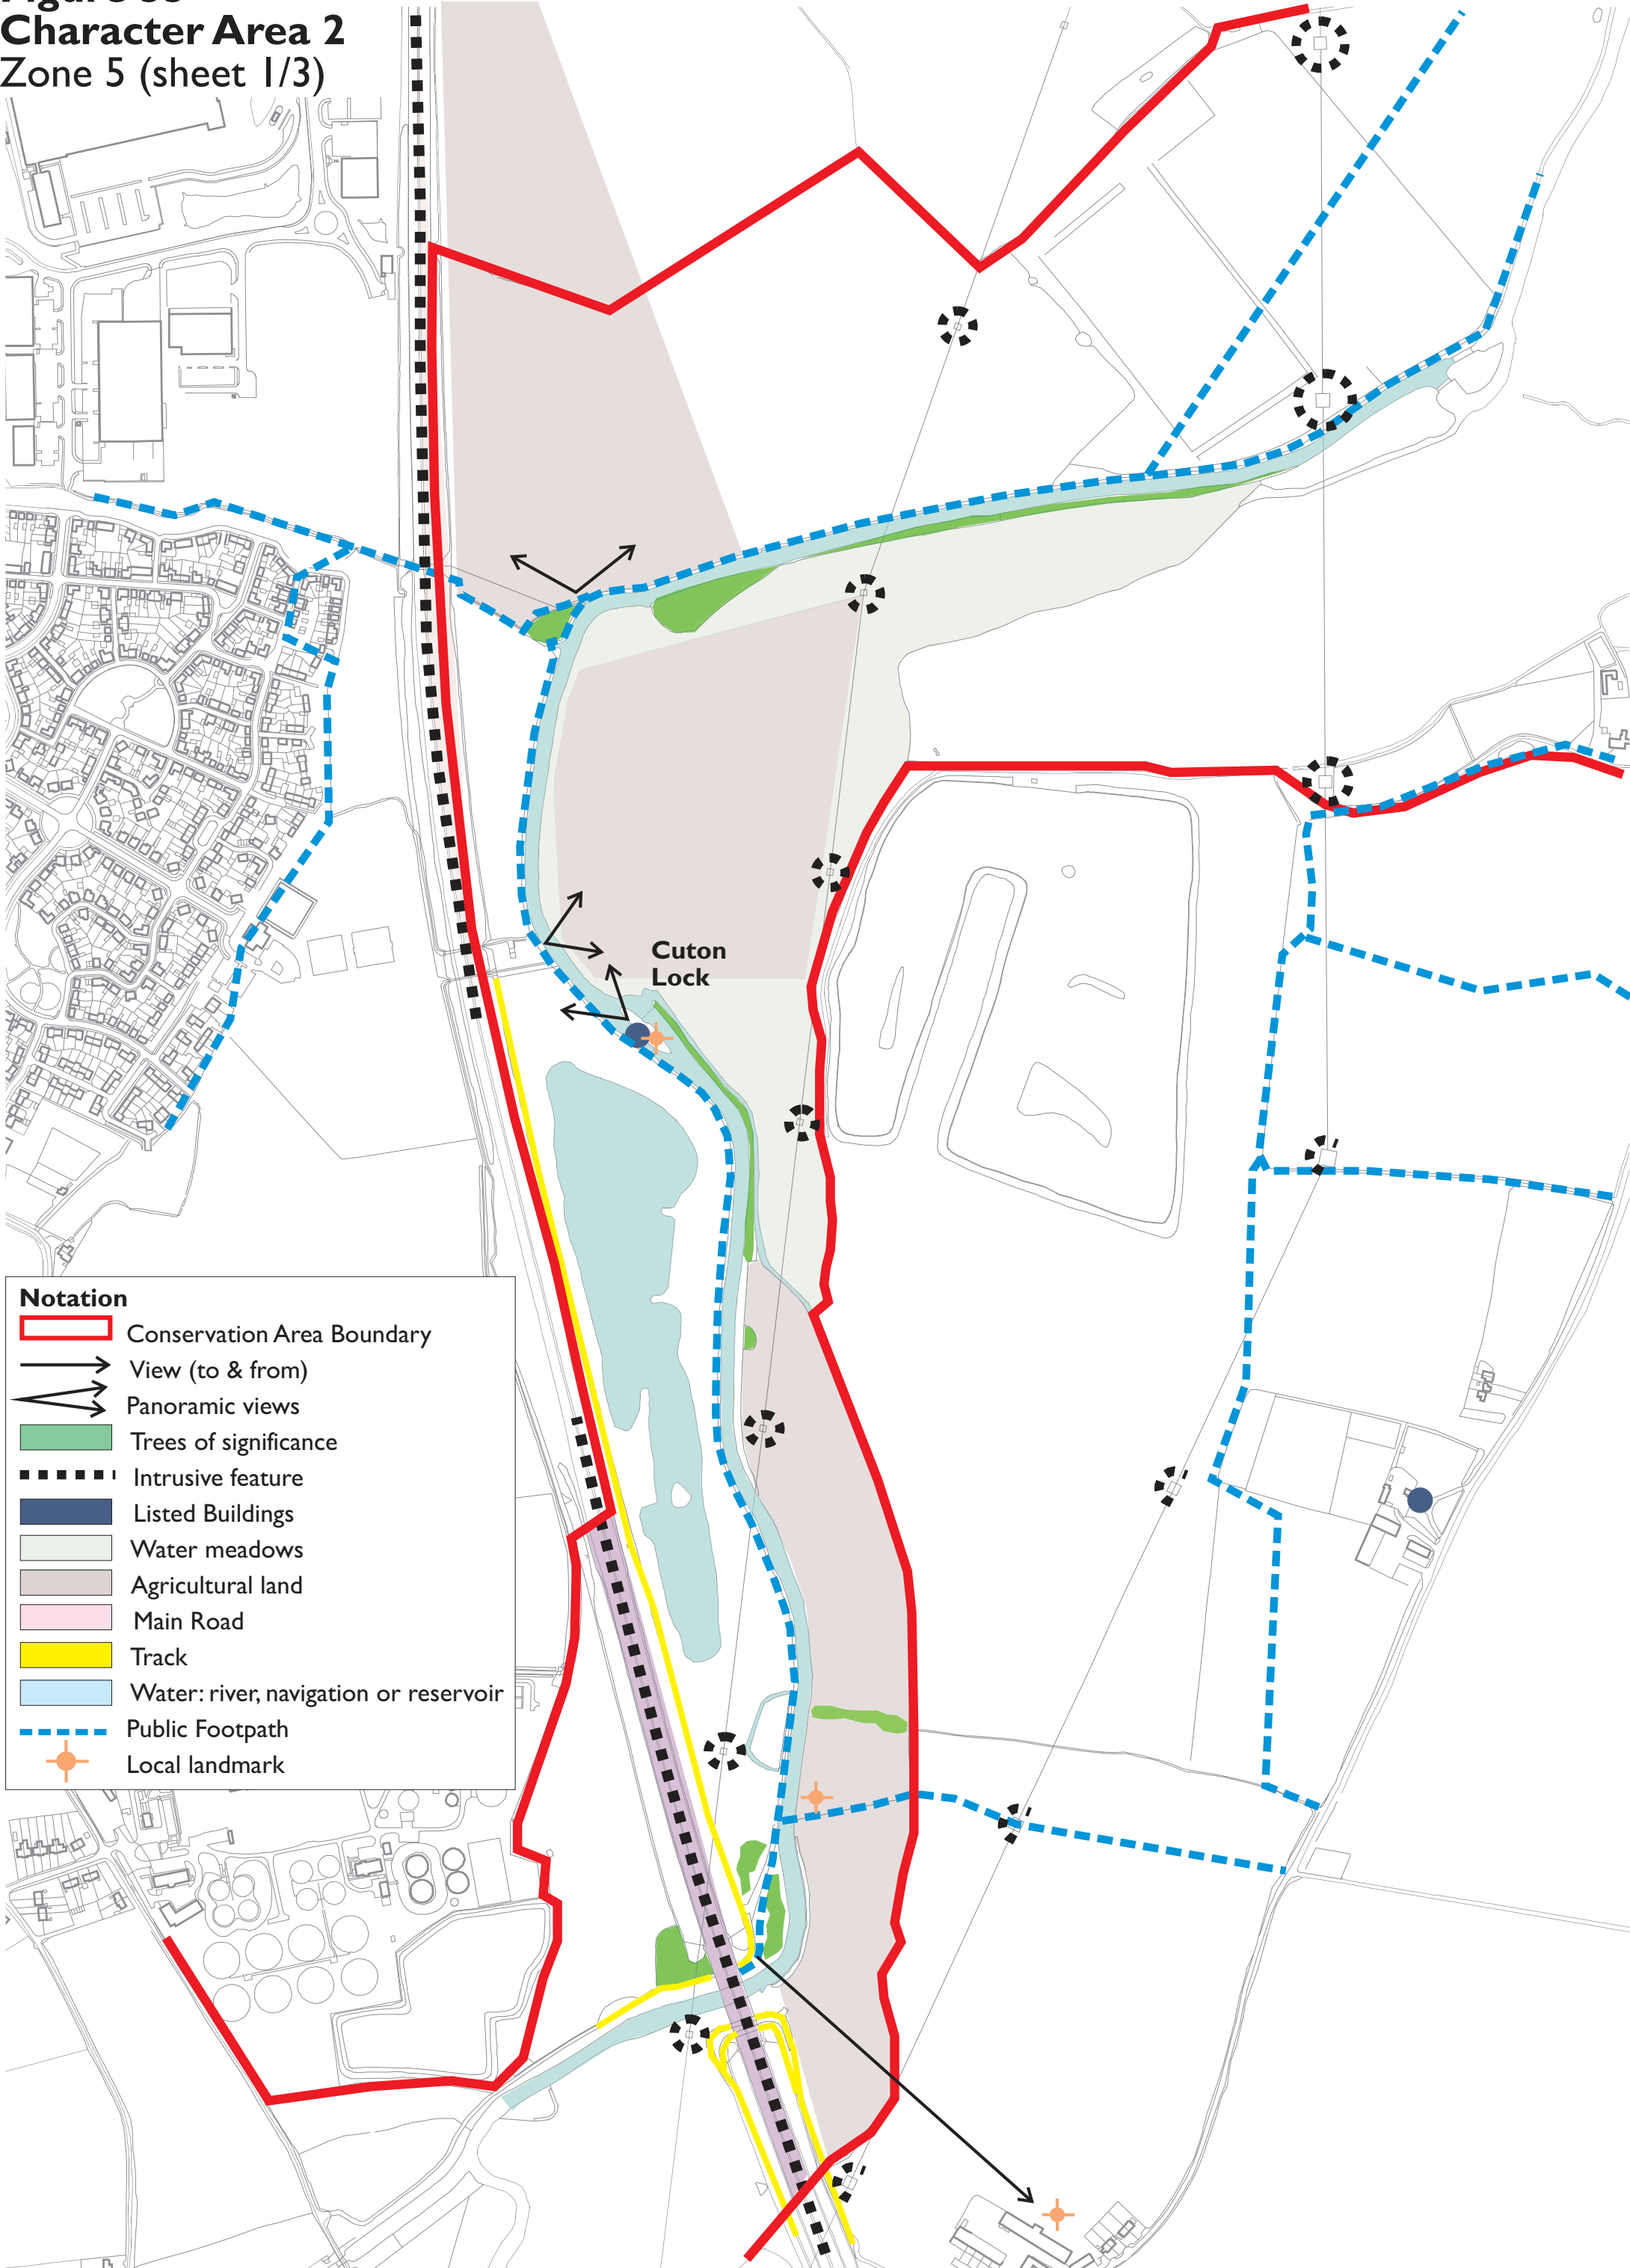 Character Area 2
Zone 5 (sheet 1/3)
Cuton
Lock
Notation
Conservation Area Boundary
View (to & from)
Panoramic views
Trees of significance
Intrusive feature
Listed Buildings
Water meadows
Agricultural land
Main Road
Track
Water: river, navigation or reservoir
Public Footpath
Local landmark